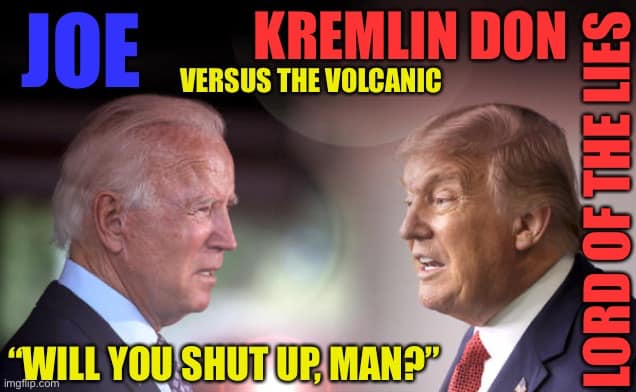 JOE
KREMLIN DON
VERSUS THE VOLCANIC
LORD OF THE LIES
“WILL YOU SHUT UP, MAN?”
imgflip.com